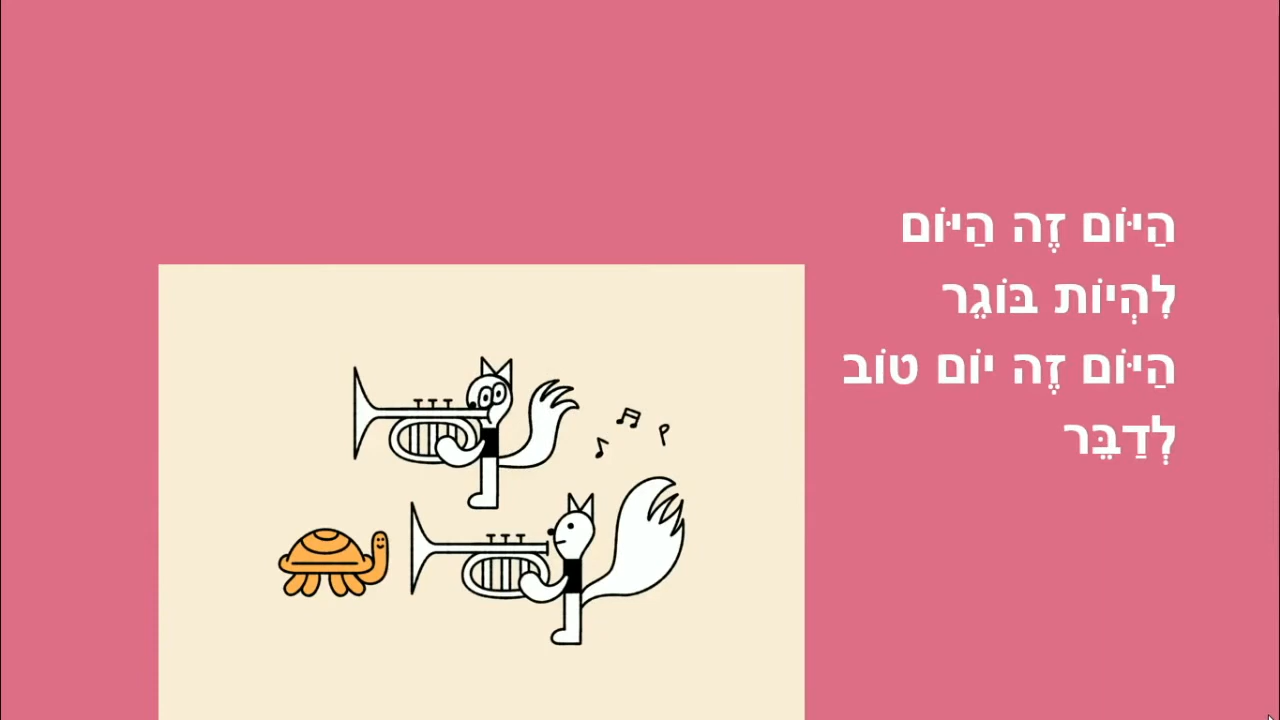 הַיּוֹם זֶה הַיּוֹם
לִהְיוֹת בּוֹגֵר
הַיּוֹם זֶה יוֹם טוֹב
לְדַבֵּר